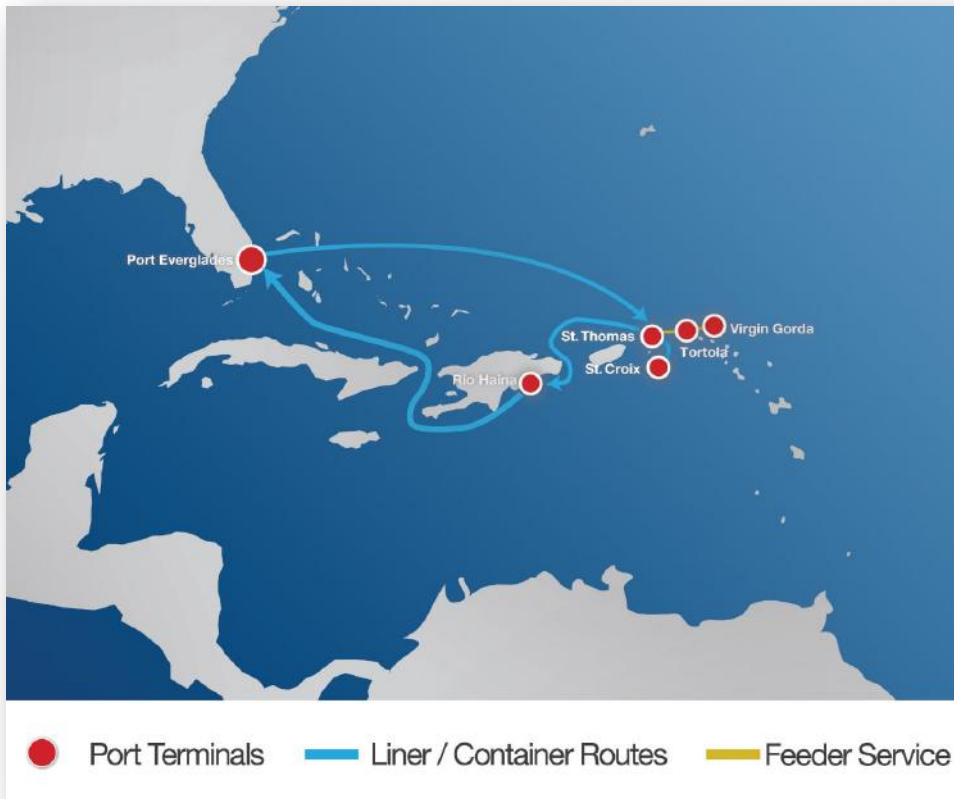 Port Everglades
St. Thomas
Virgin Gorda
Tortola
St. Croix
Rio Haina
Port Terminals
Liner / Container Routes
Feeder Service